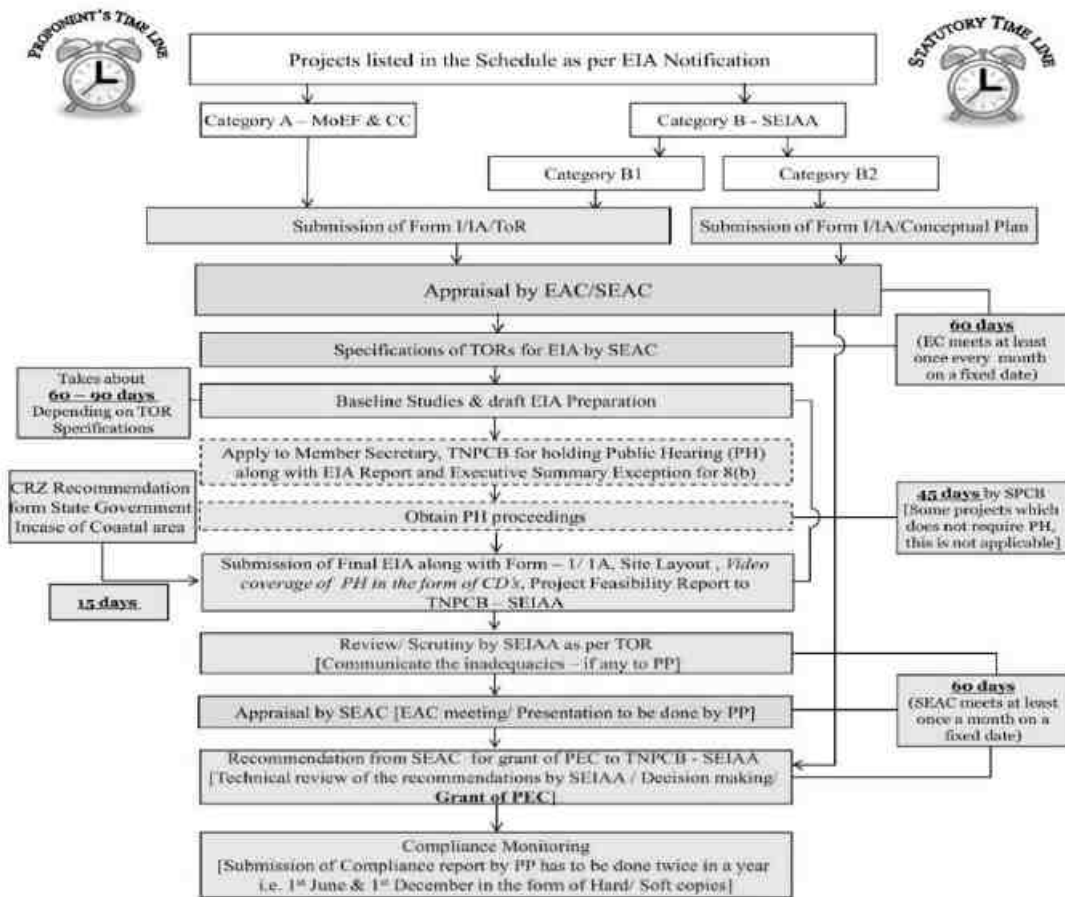 PROPONENT'S TIME LINE
STATUTORY TIME LINE
Projects listed in the Schedule as per EIA Notification
Category A – MoEF & CC
Category B - SEIAA
Category B1
Category B2
Submission of Form I/IA/ToR
Submission of Form I/IA/Conceptual Plan
Appraisal by EAC/SEAC
60 days
(EC meets at least
once every month
on a fixed date)
Specifications of TORs for EIA by SEAC
Takes about
60 – 90 days
Depending on TOR
Specifications
Baseline Studies & draft EIA Preparation
Apply to Member Secretary, TNPCB for holding Public Hearing (PH)
along with EIA Report and Executive Summary Exception for 8(b)
CRZ Recommendation
form State Government
Incase of Coastal area
Obtain PH proceedings
45 days by SPCB
[Some projects which
does not require PH,
this is not applicable]
Submission of Final EIA along with Form – 1/ 1A, Site Layout , Video
coverage of PH in the form of CD's, Project Feasibility Report to
TNPCB – SEIAA
15 days
Review/ Scrutiny by SEIAA as per TOR
[Communicate the inadequacies – if any to PP]
60 days
(SEAC meets at least
once a month on a
fixed date)
Appraisal by SEAC [EAC meeting/ Presentation to be done by PP]
Recommendation from SEAC for grant of PEC to TNPCB - SEIAA
[Technical review of the recommendations by SEIAA / Decision making/
Grant of PEC]
Compliance Monitoring
[Submission of Compliance report by PP has to be done twice in a year
i.e. 1st June & 1st December in the form of Hard/ Soft copies]